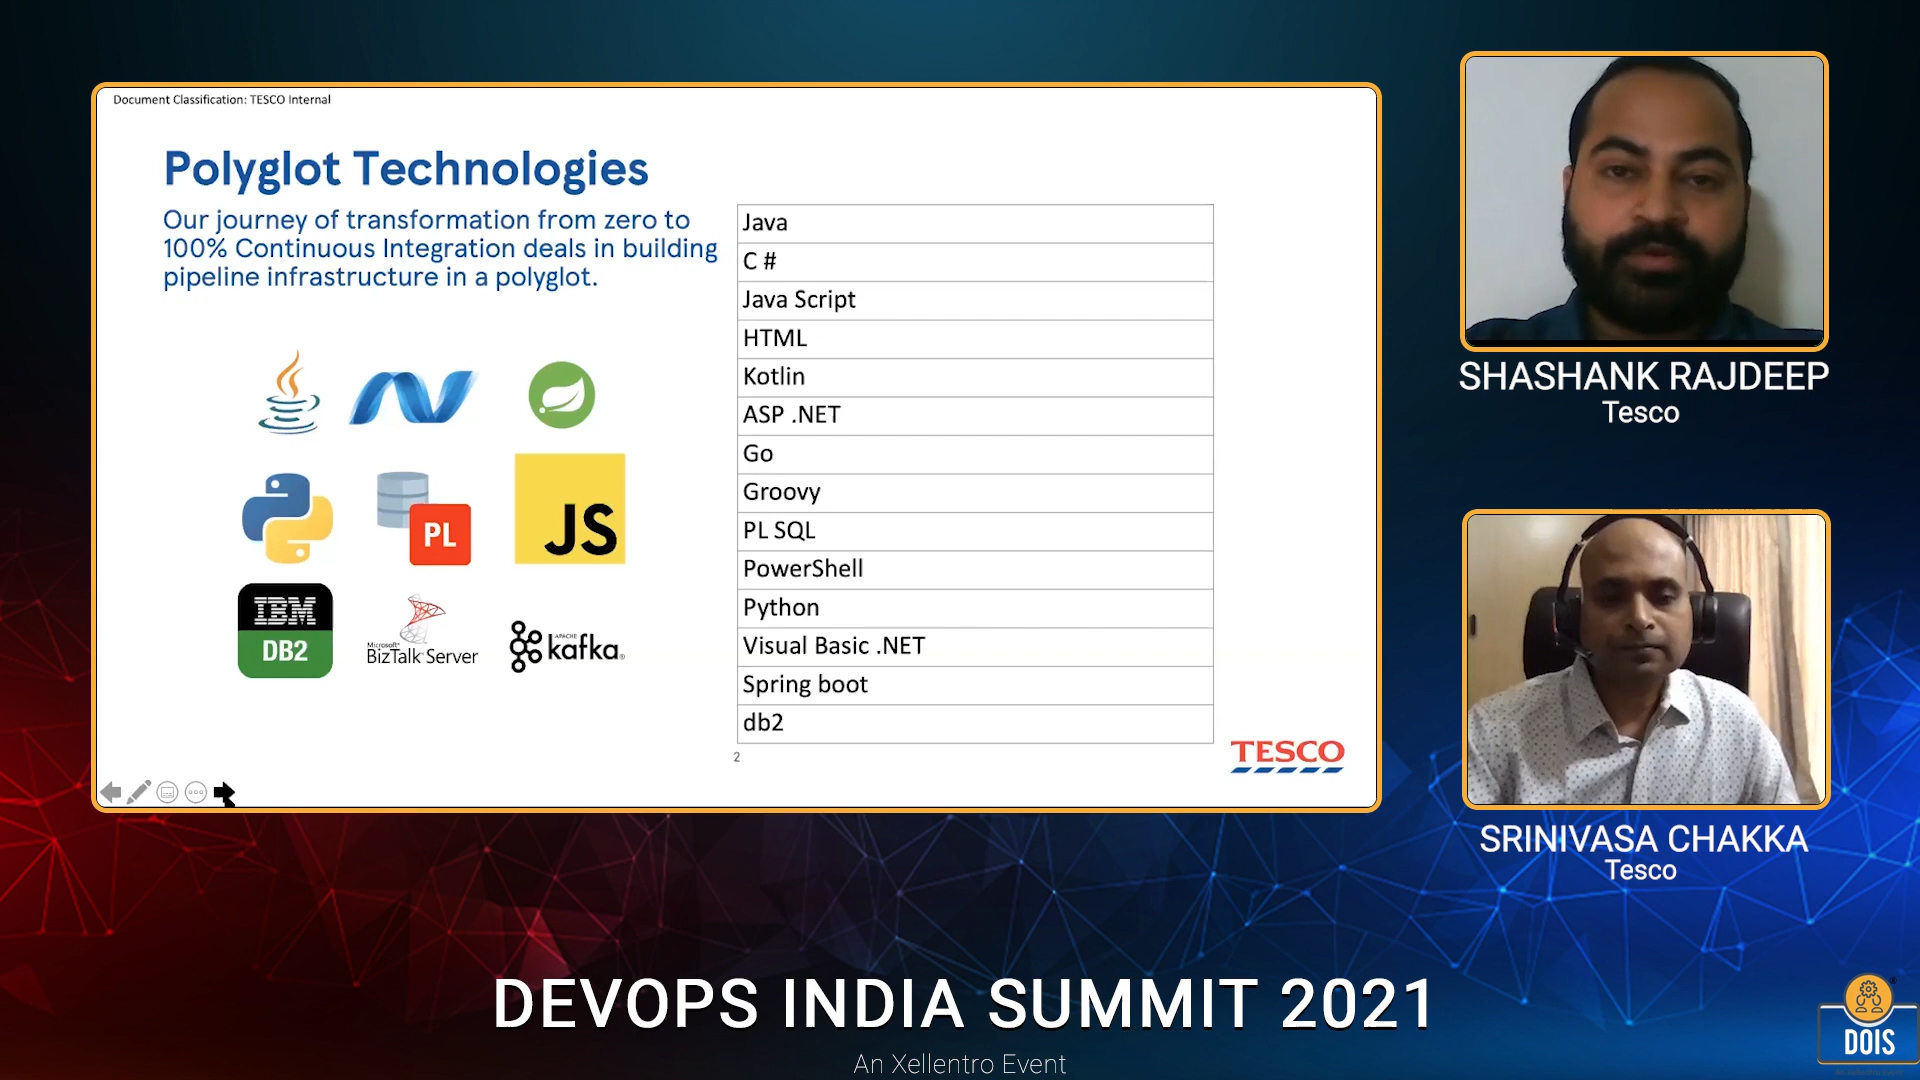 Document Classification: TESCO Internal
Polyglot Technologies
Our journey of transformation from zero to
100% Continuous Integration deals in building
pipeline infrastructure in a polyglot.
PL
JS
IBM
DB2
Microsoft®
BizTalk Server
APACHE
kafka®
Java
C #
Java Script
HTML
Kotlin
ASP .NET
Go
Groovy
PL SQL
PowerShell
Python
Visual Basic .NET
Spring boot
db2
2
TESCO
SHASHANK RAJDEEP
Tesco
SRINIVASA CHAKKA
Tesco
DEVOPS INDIA SUMMIT 2021
An Xellentro Event
DOIS